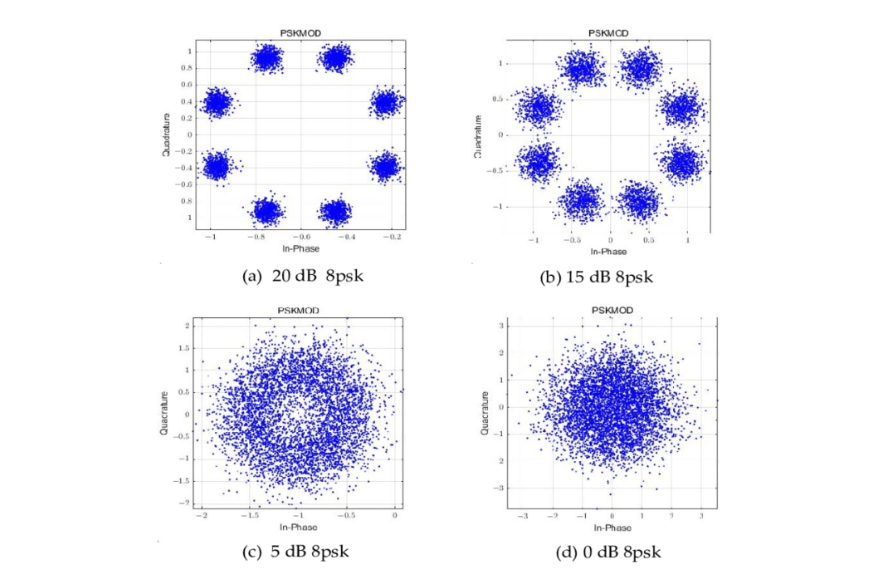 PSKMOD
1
0.8
0.4
0.2
0
−0.2
−0.4
−0.6
0.8
1
Quadrature
−1 −0.8 −0.6 −0.4 −0.2
In-Phase
(a) 20 dB 8psk
PSKMOD
1
0.5
0
−0.5
−1
Quadrature
−1 −0.5 0 0.5 1
In-Phase
(b) 15 dB 8psk
PSKMOD
2
1.5
1
0.5
0
−0.5
−1
−1.5
Quadrature
−2 −1.5 −1 −0.5 0
In-Phase
(c) 5 dB 8psk
PSKMOD
3
2
1
0
−1
−2
−3
Quadrature
−3 −2 −1 0 1 2 3
In-Phase
(d) 0 dB 8psk